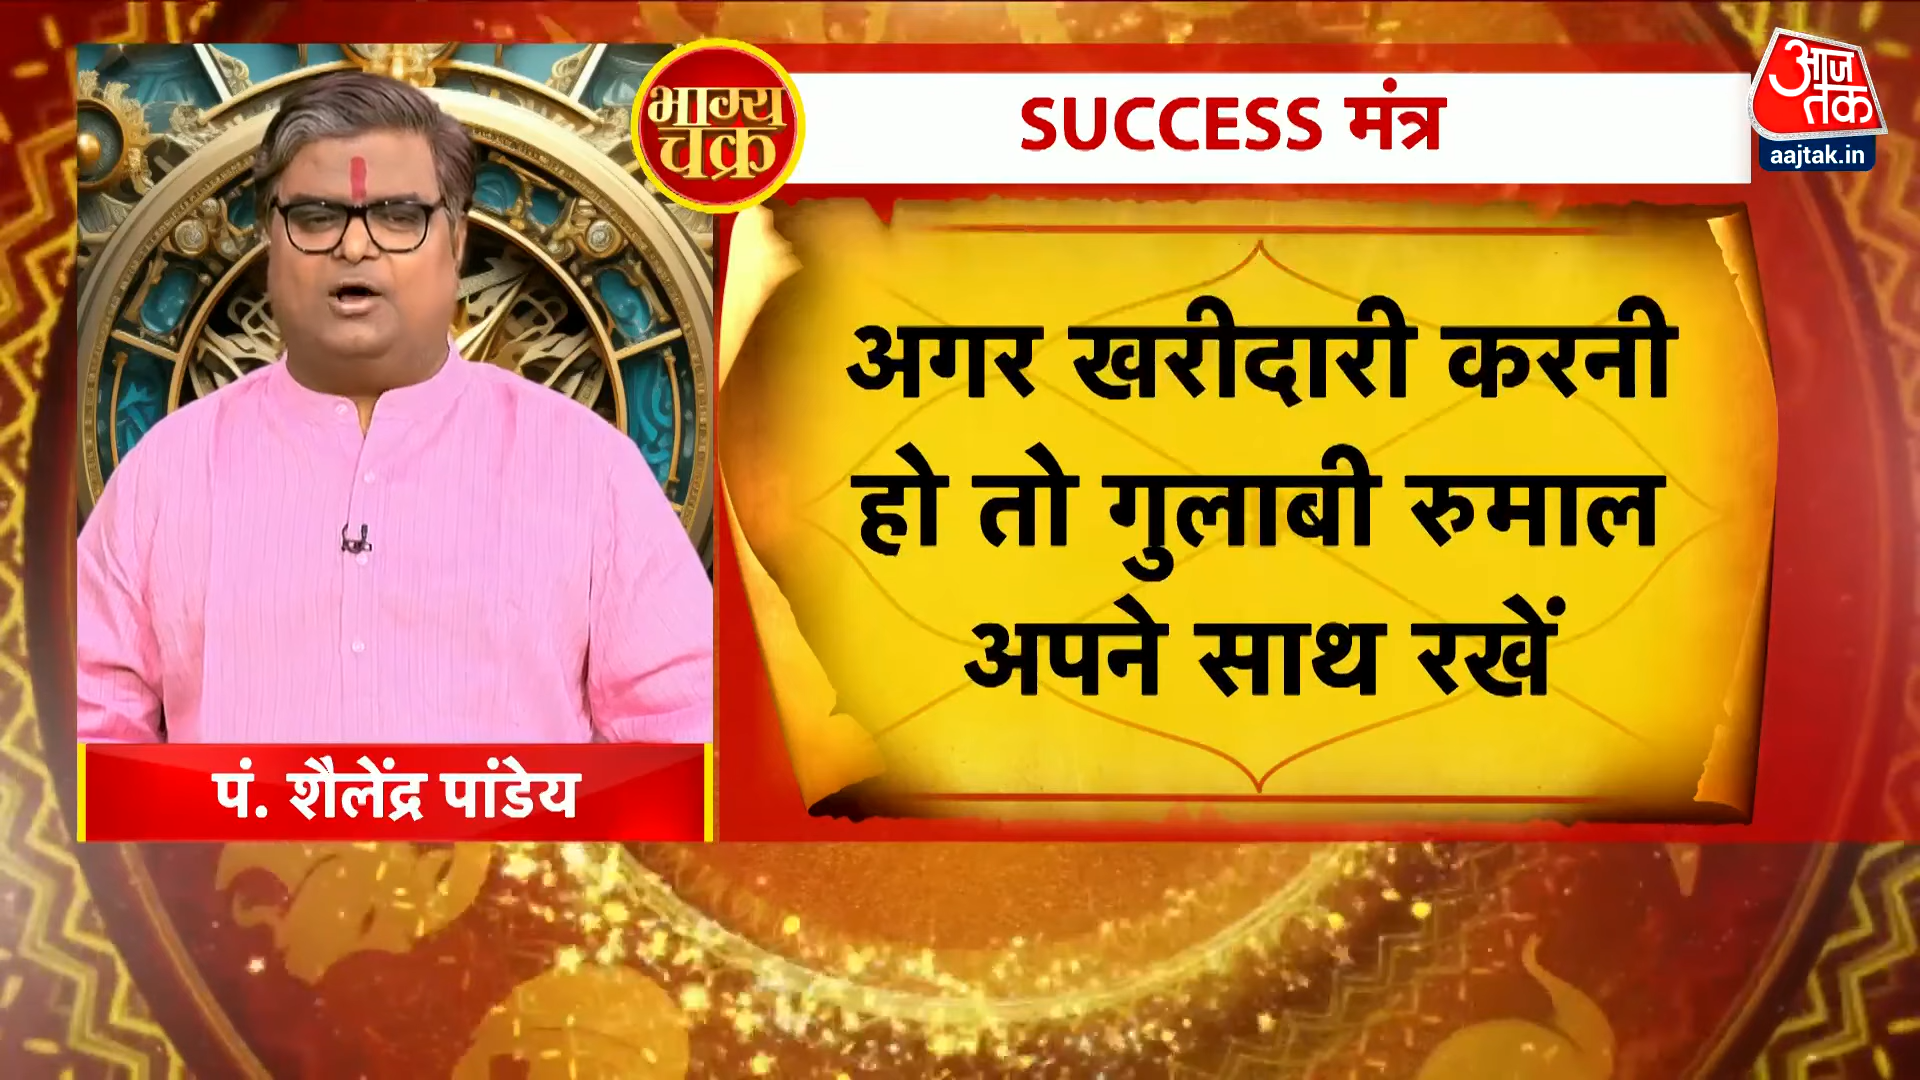 भाग्य
चक्र
SUCCESS मंत्र
आज
तक
aajtak.in
अगर खरीदारी करनी
हो तो गुलाबी रुमाल
अपने साथ रखें
पं. शैलेंद्र पांडेय